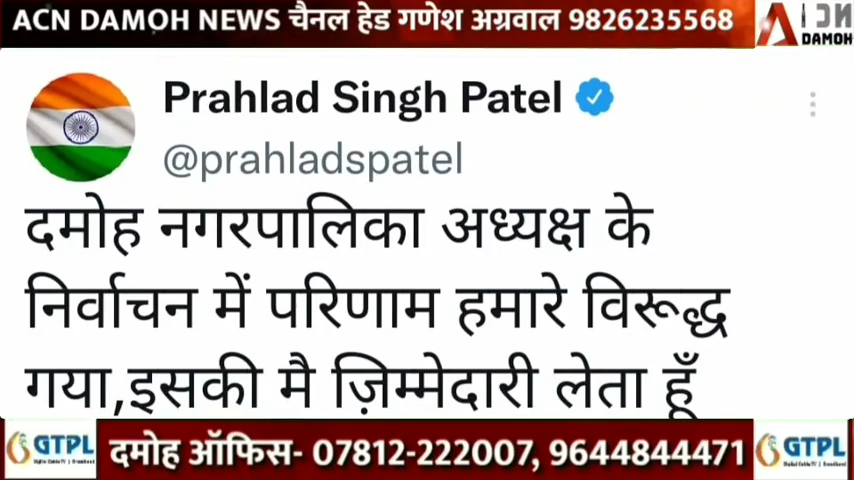 ACN DAMOH NEWS चैनल हेड गणेश अग्रवाल 9826235568
DAMOH
Prahlad Singh Patel
@prahladspatel
दमोह नगरपालिका अध्यक्ष के
निर्वाचन में परिणाम हमारे विरूद्ध
गया,इसकी मै ज़िम्मेदारी लेता हूँ
GTPL दमोह ऑफिस- 07812-222007, 9644844471 GTPL